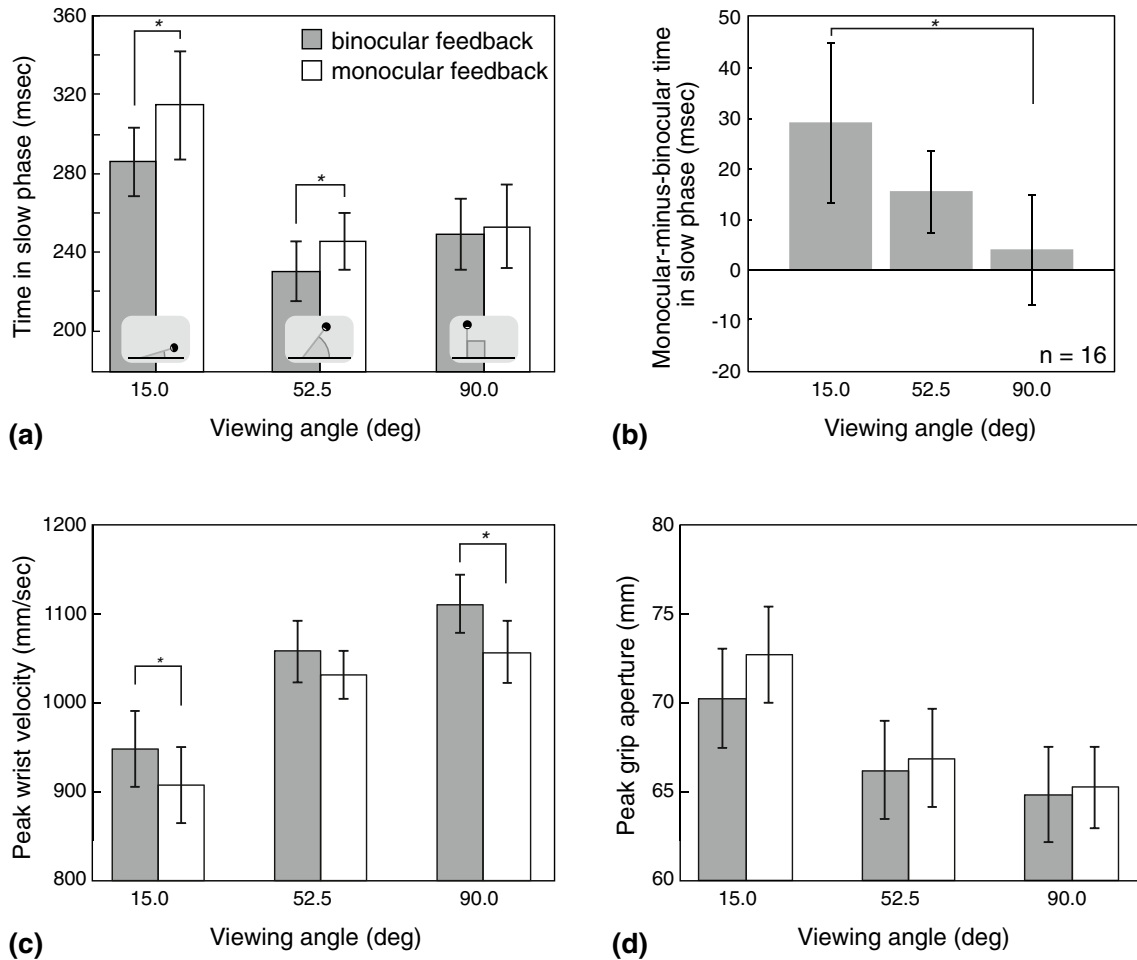 360
320
280
240
200
Time in slow phase (msec)
*
*
binocular feedback
monocular feedback
15.0 52.5 90.0
Viewing angle (deg)
(a)
60
50
40
30
20
10
0
-10
-20
Monocular-minus-binocular time
in slow phase (msec)
*
n = 16
15.0 52.5 90.0
Viewing angle (deg)
(b)
1200
1100
1000
900
800
Peak wrist velocity (mm/sec)
*
*
15.0 52.5 90.0
Viewing angle (deg)
(c)
80
75
70
65
60
Peak grip aperture (mm)
15.0 52.5 90.0
Viewing angle (deg)
(d)